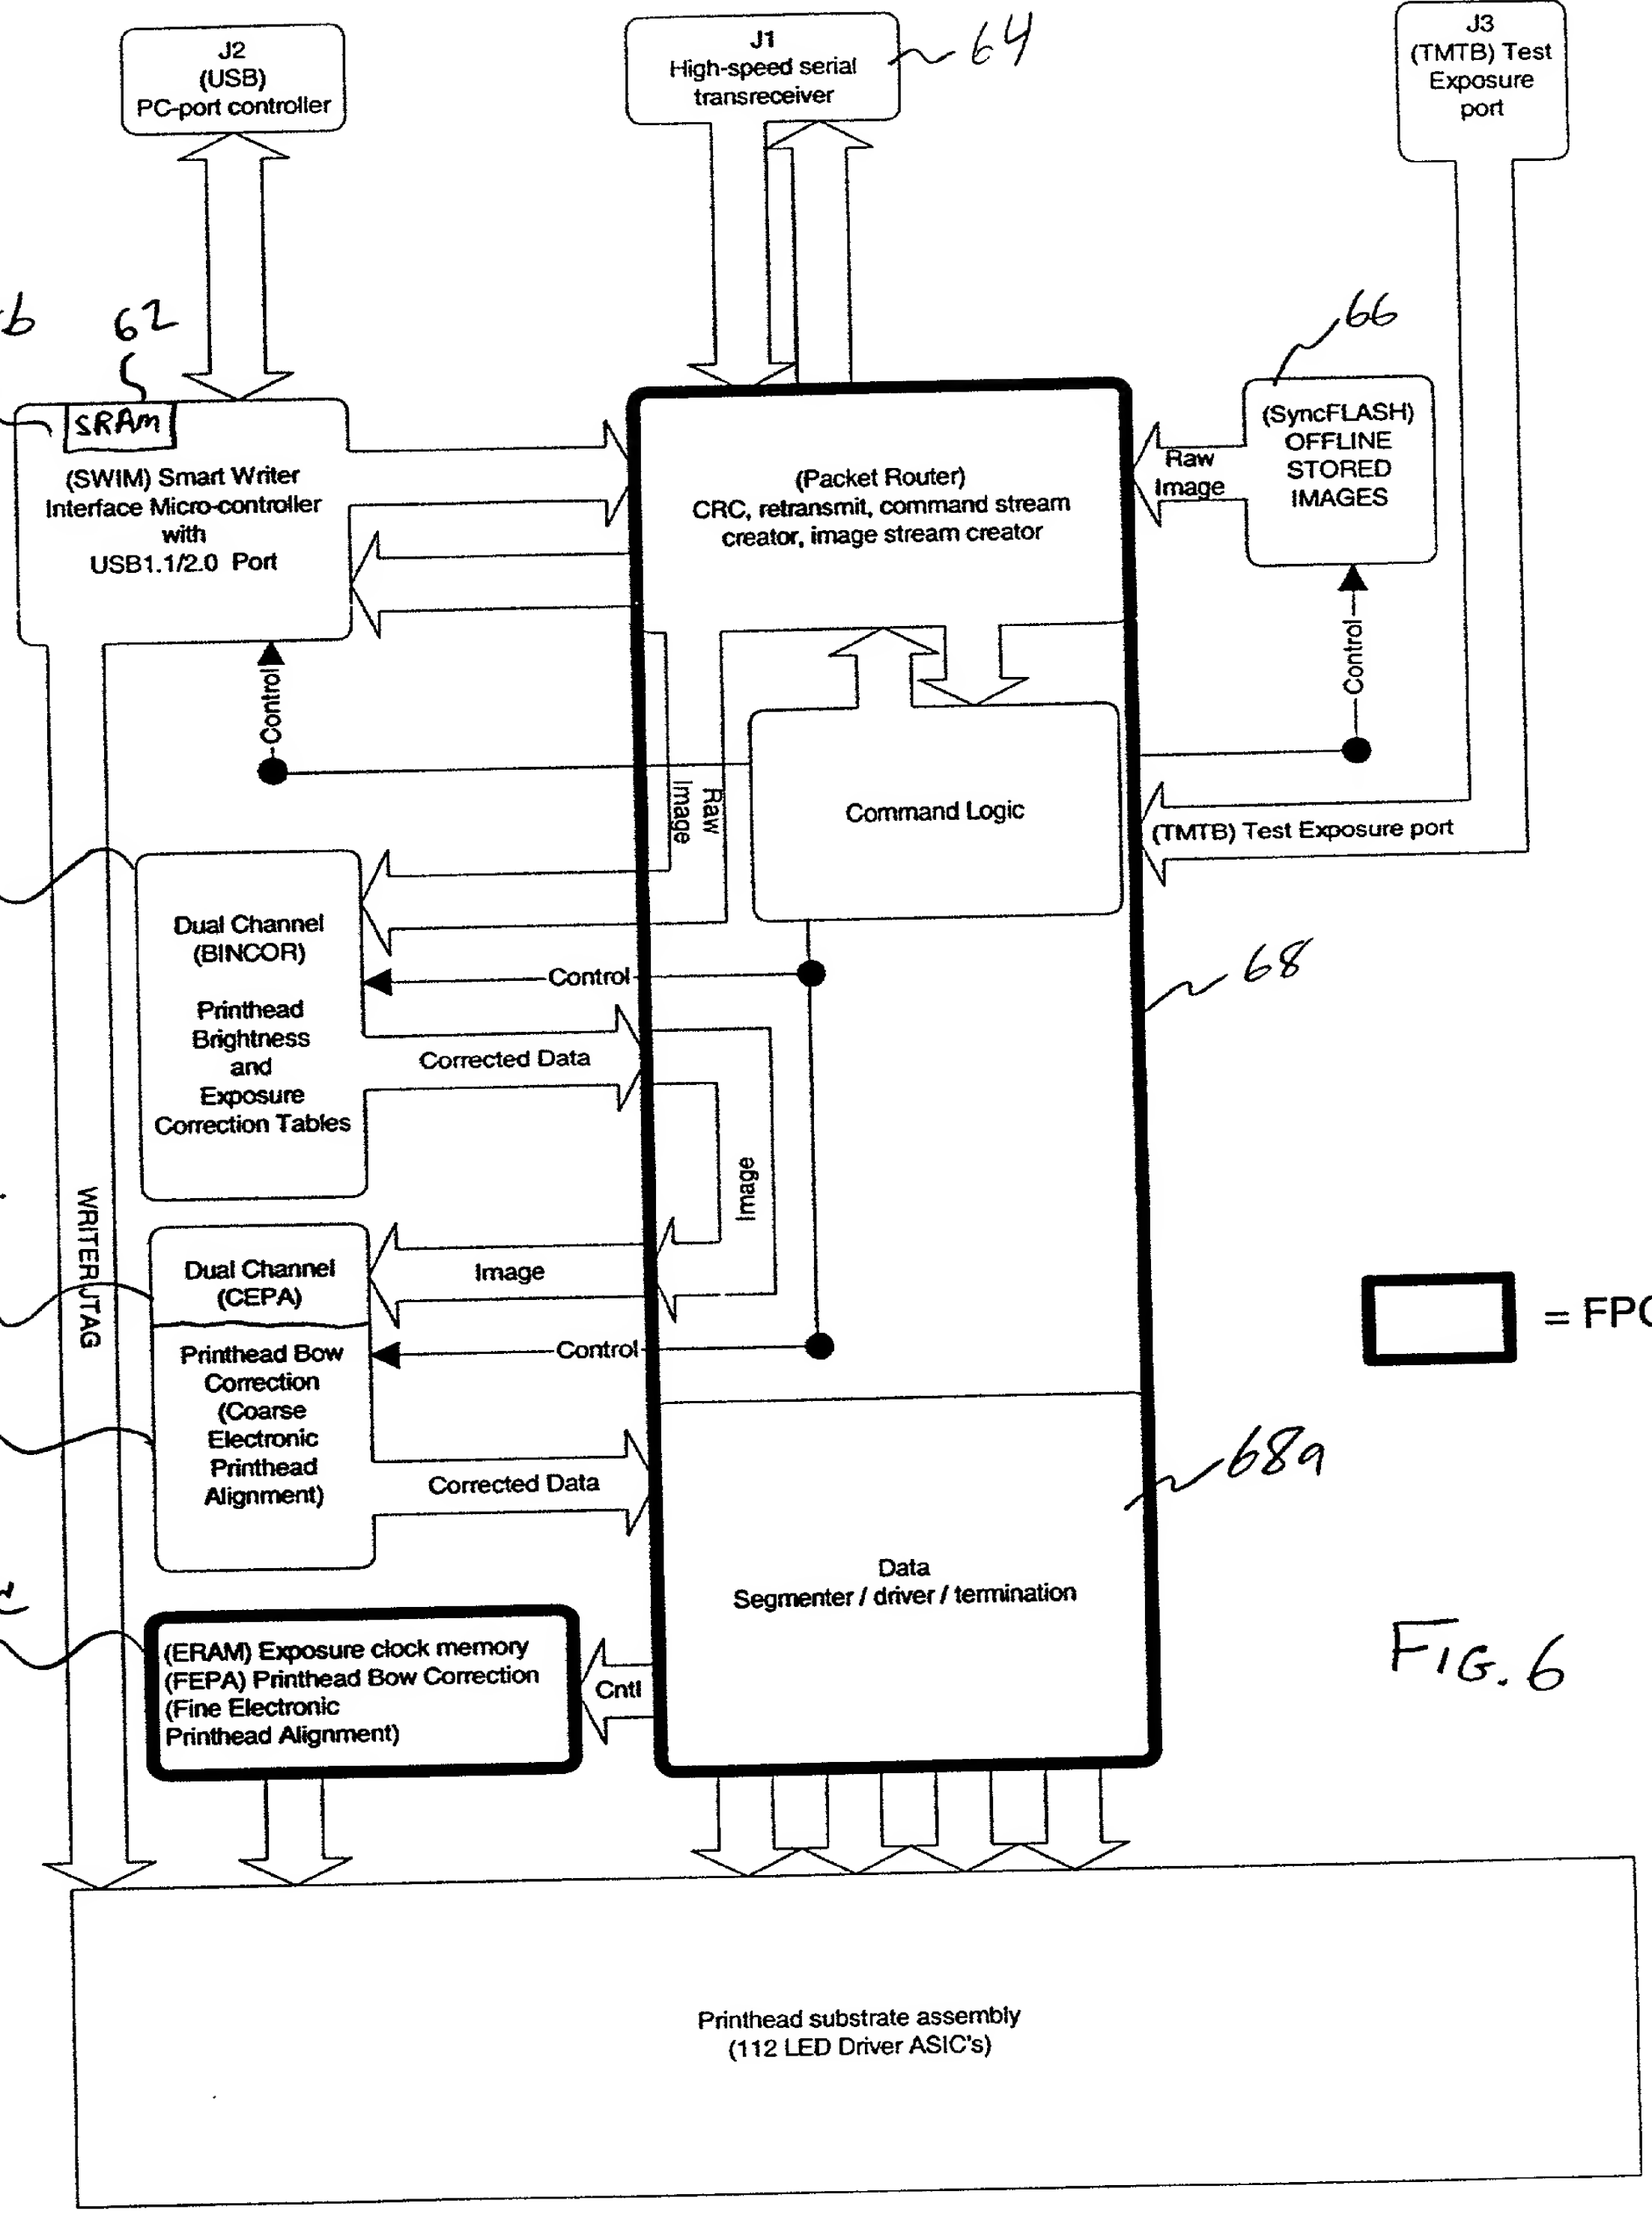 J2
(USB)
PC-port controller
J1
High-speed serial
transreceiver
64
J3
(TMTB) Test
Exposure
port
62
66
SRAm
(SWIM) Smart Writer
Interface Micro-controller
with
USB1.1/2.0 Port
(Packet Router)
CRC, retransmit, command stream
creator, image stream creator
Raw
Image
(SyncFLASH)
OFFLINE
STORED
IMAGES
Control
Control
Raw
Image
Command Logic
(TMTB) Test Exposure port
Dual Channel
(BINCOR)
Printhead
Brightness
and
Exposure
Correction Tables
Control
68
Corrected Data
Image
WRITERJTAG
Dual Channel
(CEPA)
Image
Printhead Bow
Correction
(Coarse
Electronic
Printhead
Alignment)
Control
Corrected Data
68a
Data
Segmenter / driver / termination
(ERAM) Exposure clock memory
(FEPA) Printhead Bow Correction
(Fine Electronic
Printhead Alignment)
Cntl
FIG. 6
Printhead substrate assembly
(112 LED Driver ASIC's)